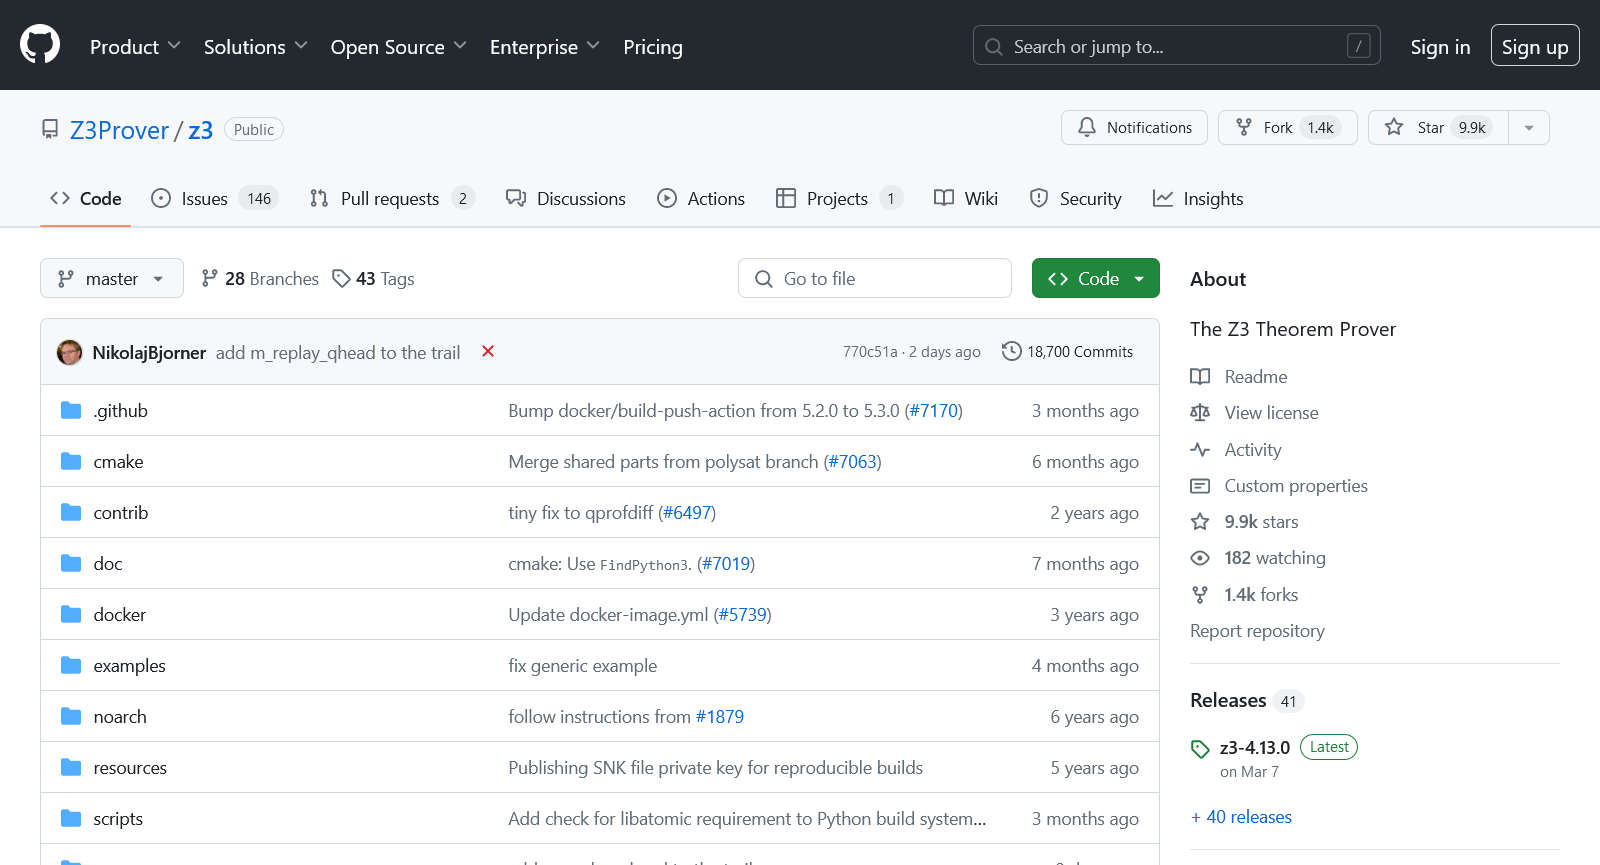 Product Solutions Open Source Enterprise Pricing Search or jump to... / Sign in Sign up
Z3Prover / z3 Public Notifications Fork 1.4k Star 9.9k
Code Issues 146 Pull requests 2 Discussions Actions Projects 1 Wiki Security Insights
master 28 Branches 43 Tags Go to file Code
NikolajBjorner add m_replay_qhead to the trail 770c51a · 2 days ago 18,700 Commits
.github Bump docker/build-push-action from 5.2.0 to 5.3.0 (#7170) 3 months ago
cmake Merge shared parts from polysat branch (#7063) 6 months ago
contrib tiny fix to qprofdiff (#6497) 2 years ago
doc cmake: Use FindPython3. (#7019) 7 months ago
docker Update docker-image.yml (#5739) 3 years ago
examples fix generic example 4 months ago
noarch follow instructions from #1879 6 years ago
resources Publishing SNK file private key for reproducible builds 5 years ago
scripts Add check for libatomic requirement to Python build system... 3 months ago
About
The Z3 Theorem Prover
Readme
View license
Activity
Custom properties
9.9k stars
182 watching
1.4k forks
Report repository
Releases 41
z3-4.13.0 Latest
on Mar 7
+ 40 releases